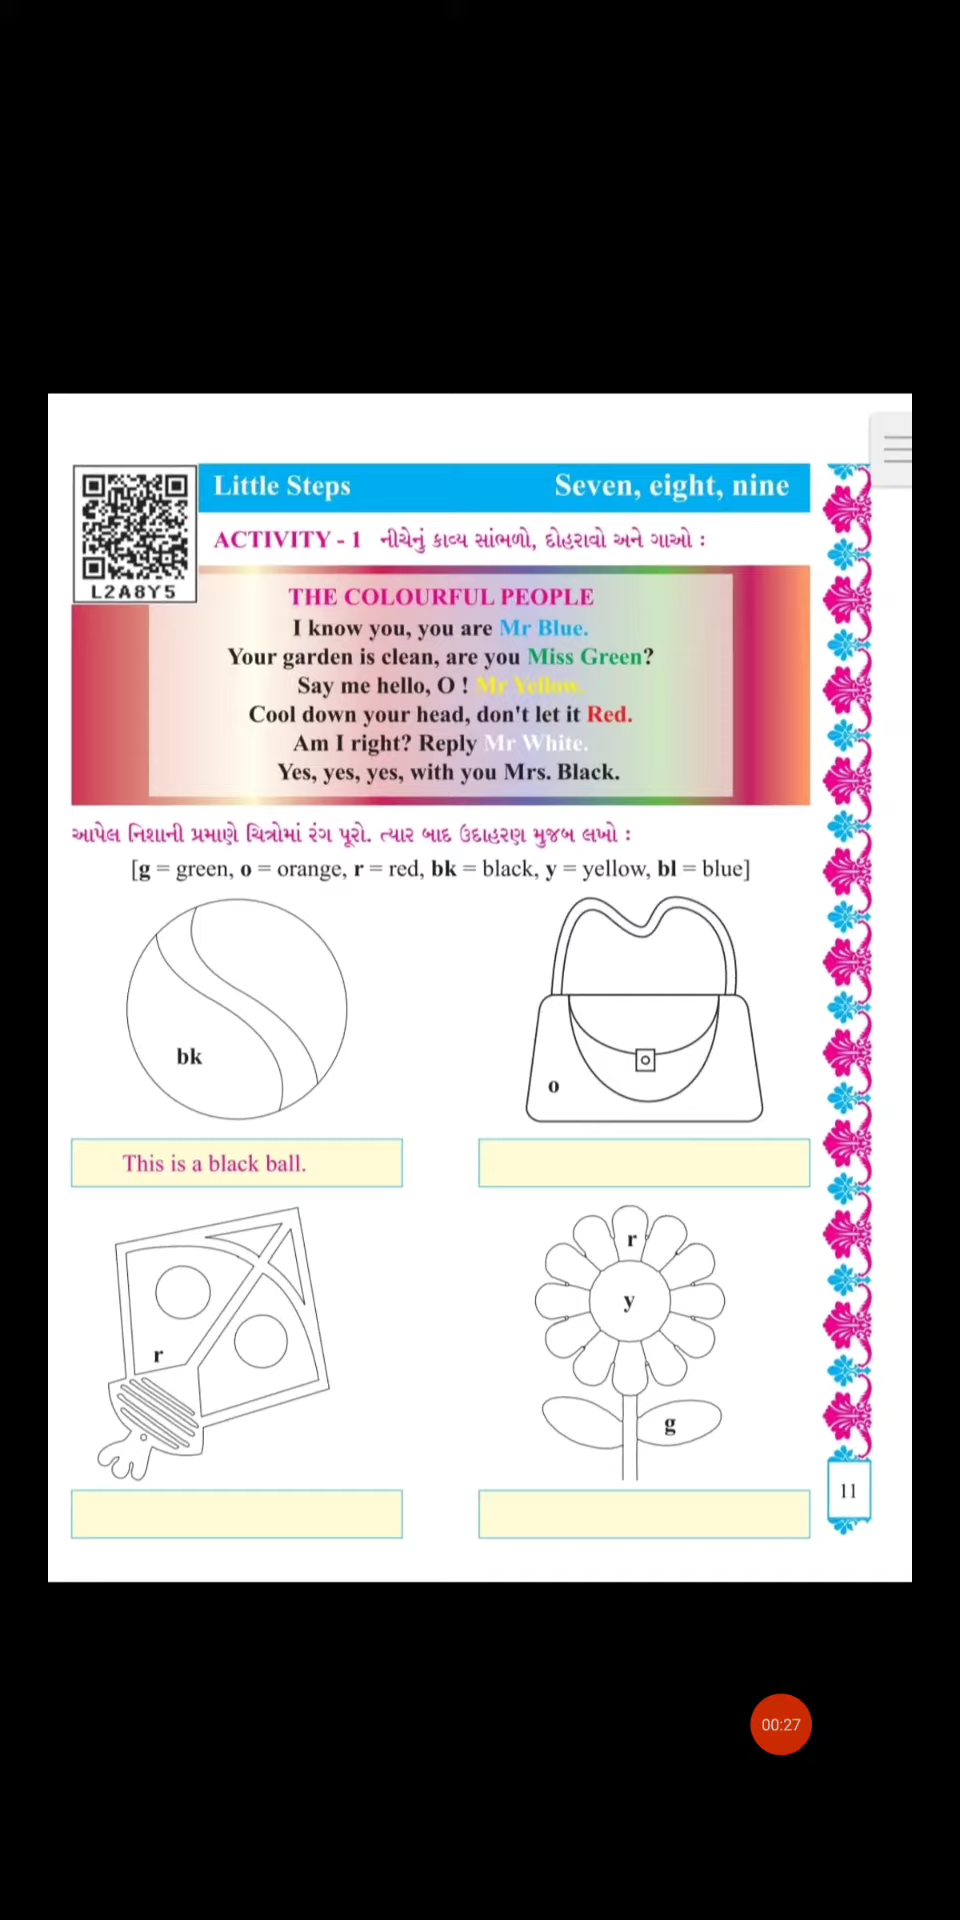 Little Steps Seven, eight, nine
L2A8Y5
ACTIVITY - 1 નીચેનું કાવ્ય સાંભળો, દોહરાવો અને ગાઓ :
THE COLOURFUL PEOPLE
I know you, you are Mr Blue.
Your garden is clean, are you Miss Green?
Say me hello, O ! Mr Yellow.
Cool down your head, don't let it Red.
Am I right? Reply Mr White.
Yes, yes, yes, with you Mrs. Black.
આપેલ નિશાની પ્રમાણે ચિત્રોમાં રંગ પૂરો. ત્યાર બાદ ઉદાહરણ મુજબ લખો :
[g = green, o = orange, r = red, bk = black, y = yellow, bl = blue]
bk
o
This is a black ball.
r
y
r
g
11
00:27